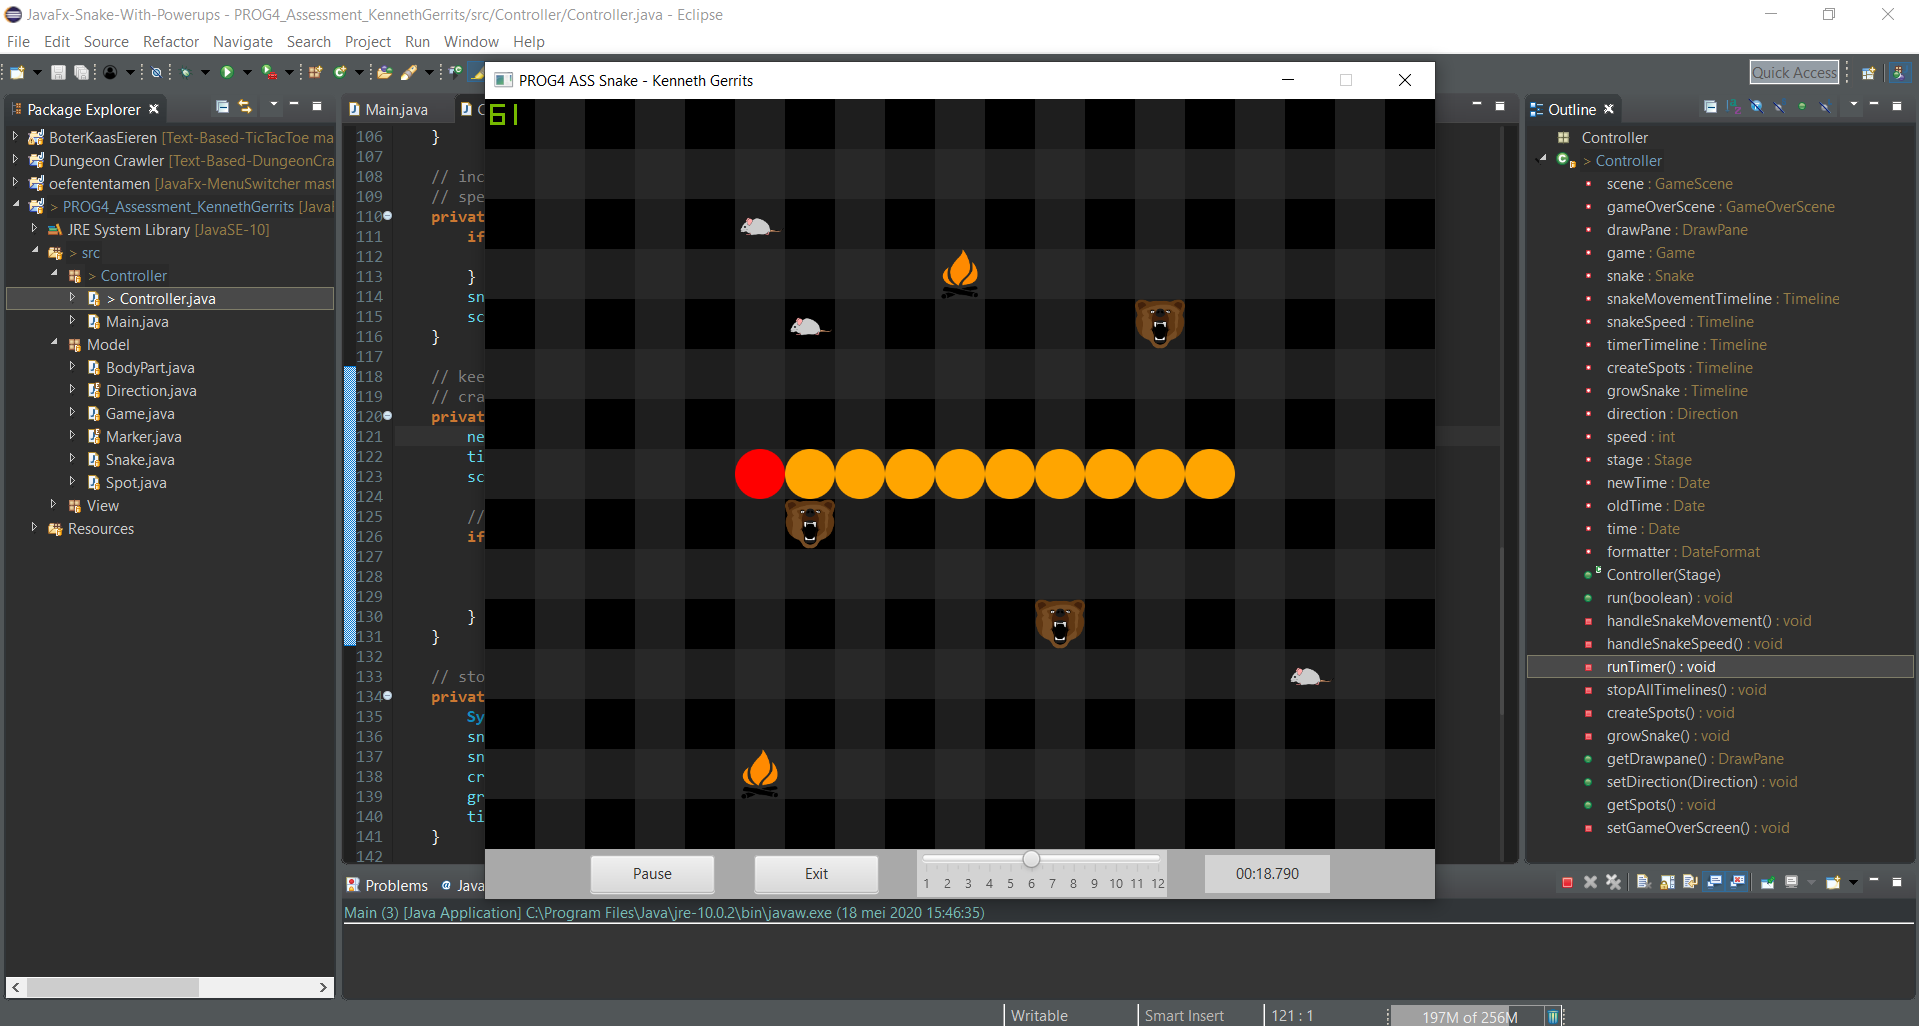 JavaFx-Snake-With-Powerups - PROG4_Assessment_KennethGerrits/src/Controller/Controller.java - Eclipse
File Edit Source Refactor Navigate Search Project Run Window Help
Quick Access
Package Explorer
BoterKaasEieren [Text-Based-TicTacToe ma
Dungeon Crawler [Text-Based-DungeonCra
oefententamen [JavaFx-MenuSwitcher mast
> PROG4_Assessment_KennethGerrits [Javal
JRE System Library [JavaSE-10]
> src
> Controller
> Controller.java
Main.java
Model
BodyPart.java
Direction.java
Game.java
Marker.java
Snake.java
Spot.java
View
Resources
Main.java
106 }
107
108 // inc
109 // spe
110 privat
111 if
112
113 }
114 sn
115 sc
116 }
117
118 // kee
119 // cra
120 privat
121 ne
122 ti
123 sc
124
125 //
126 if
127
128
129
130 }
131 }
132
133 // sto
134 privat
135 Sy
136 sn
137 sn
138 cr
139 gr
140 ti
141 }
142
PROG4 ASS Snake - Kenneth Gerrits
61
Pause Exit
1 2 3 4 5 6 7 8 9 10 11 12
00:18.790
Outline
Controller
> Controller
scene : GameScene
gameOverScene : GameOverScene
drawPane : DrawPane
game : Game
snake : Snake
snakeMovementTimeline : Timeline
snakeSpeed : Timeline
timerTimeline : Timeline
createSpots : Timeline
growSnake : Timeline
direction : Direction
speed : int
stage : Stage
newTime : Date
oldTime : Date
time : Date
formatter : DateFormat
Controller(Stage)
run(boolean) : void
handleSnakeMovement() : void
handleSnakeSpeed() : void
runTimer() : void
stopAllTimelines() : void
createSpots() : void
growSnake() : void
getDrawpane() : DrawPane
setDirection(Direction) : void
getSpots() : void
setGameOverScreen() : void
Problems @ Java
Main (3) [Java Application] C:\Program Files\Java\jre-10.0.2\bin\javaw.exe (18 mei 2020 15:46:35)
Writable Smart Insert 121 : 1 197M of 256M